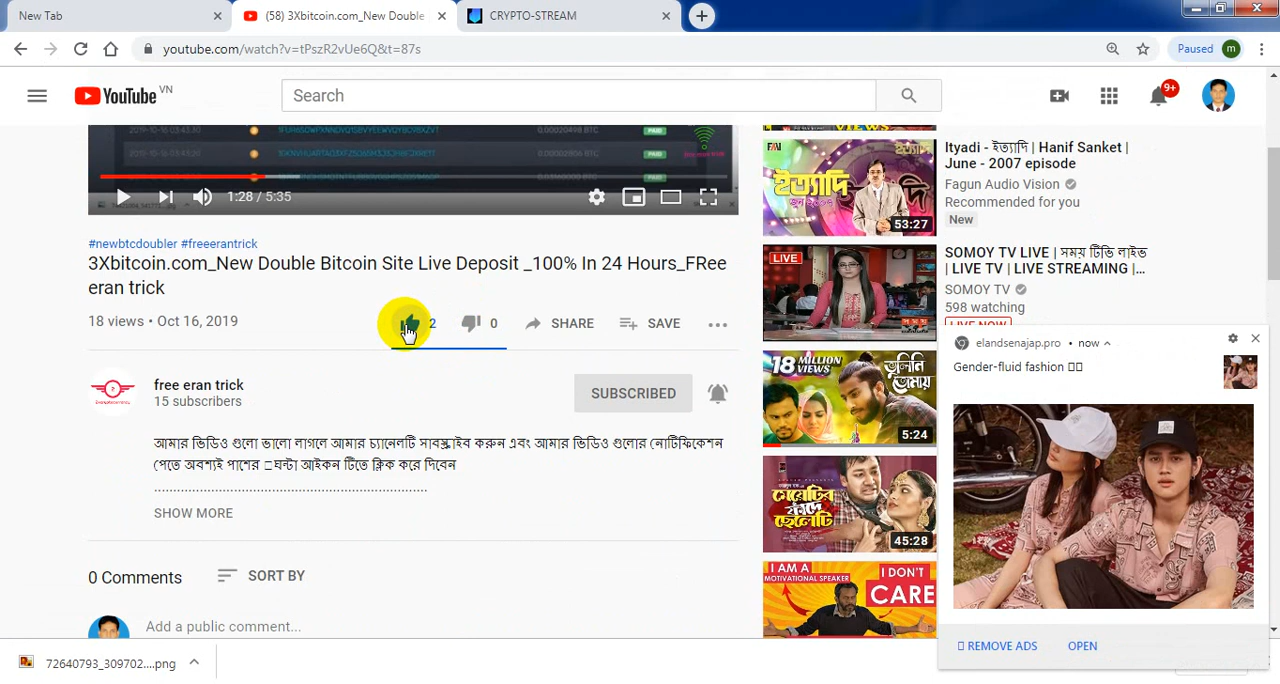 New Tab
(58) 3Xbitcoin.com_New Double
CRYPTO-STREAM
youtube.com/watch?v=tPszR2vUe6Q&t=87s
Paused
m
YouTube VN
Search
9+
1:28 / 5:35
#newbtcdoubler #freeerantrick
3Xbitcoin.com_New Double Bitcoin Site Live Deposit _100% In 24 Hours_FRee
eran trick
18 views • Oct 16, 2019
2
0
SHARE
SAVE
free eran trick
15 subscribers
SUBSCRIBED
আমার ভিডিও গুলো ভালো লাগলে আমার চ্যানেলটি সাবস্ক্রাইব করুন এবং আমার ভিডিও গুলোর নোটিফিকেশন
পেতে অবশ্যই পাশের ঘন্টা আইকন টিতে ক্লিক করে দিবেন
SHOW MORE
0 Comments
SORT BY
Add a public comment...
ইত্যাদি
জুন ২০০৭
53:27
Ityadi - ইত্যাদি | Hanif Sanket |
June - 2007 episode
Fagun Audio Vision
Recommended for you
New
LIVE
SOMOY TV LIVE | সময় টিভি লাইভ
| LIVE TV | LIVE STREAMING |...
SOMOY TV
598 watching
LIVE NOW
18 MILLION
VIEWS
ভুলিনি
তোমায়
5:24
মেয়েটির
কাদে
ছেলেটি
45:28
I AM A
MOTIVATIONAL SPEAKER
I DON'T
CARE
elandsenajap.pro • now
Gender-fluid fashion
REMOVE ADS
OPEN
72640793_309702....png